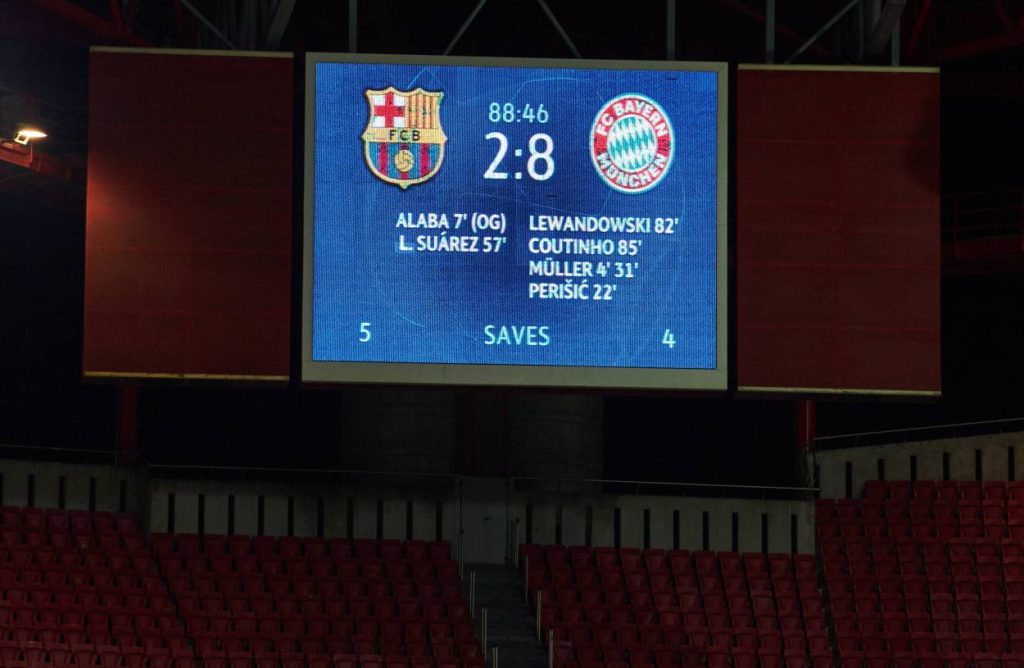 88:46
2:8
FCB
FC BAYERN
MÜNCHEN
ALABA 7' (OG)
L. SUÁREZ 57'
LEWANDOWSKI 82'
COUTINHO 85'
MÜLLER 4' 31'
PERIŠIĆ 22'
5 SAVES 4